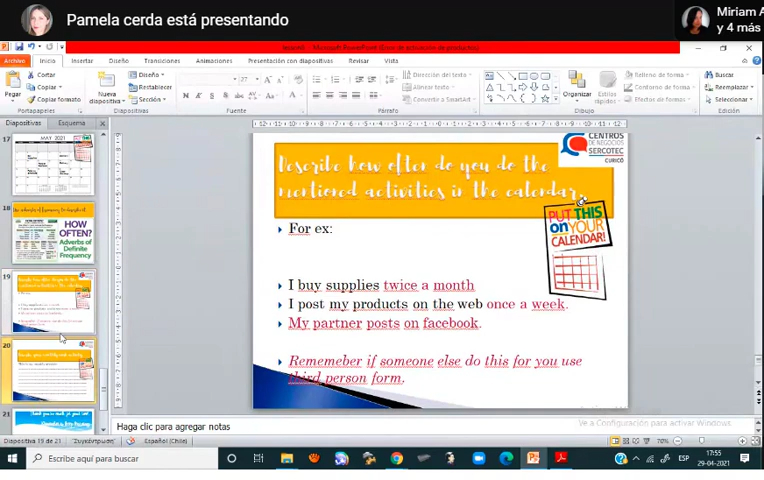 Pamela cerda está presentando
Miriam A
y 4 más
Archivo Inicio Insertar Diseño Transiciones Animaciones Presentación con diapositivas Revisar Vista
Pegar
Cortar
Copiar
Copiar formato
Portapapeles
Nueva diapositiva
Diseño
Restablecer
Sección
Diapositivas
Fuente
Párrafo
Dirección del texto
Alinear texto
Convertir a SmartArt
Organizar
Estilos rápidos
Relleno de forma
Contorno de forma
Efectos de formas
Dibujo
Buscar
Reemplazar
Seleccionar
Edición
Diapositivas Esquema
17
MAY 2021
18
HOW OFTEN?
Adverbs of Definite Frequency
19
20
21
CENTROS
DE NEGOCIOS
SERCOTEC
CURICÓ
Describe how often do you do the
mentioned activities in the calendar.
PUT THIS
on YOUR
CALENDAR!
For ex:
I buy supplies twice a month
I post my products on the web once a week.
My partner posts on facebook.
Rememeber if someone else do this for you use
third person form.
Haga clic para agregar notas
Ve a Configuración para activar Windows
Diapositiva 19 de 21
Español (Chile)
70%
Escribe aquí para buscar
ESP
17:55
29-04-2021